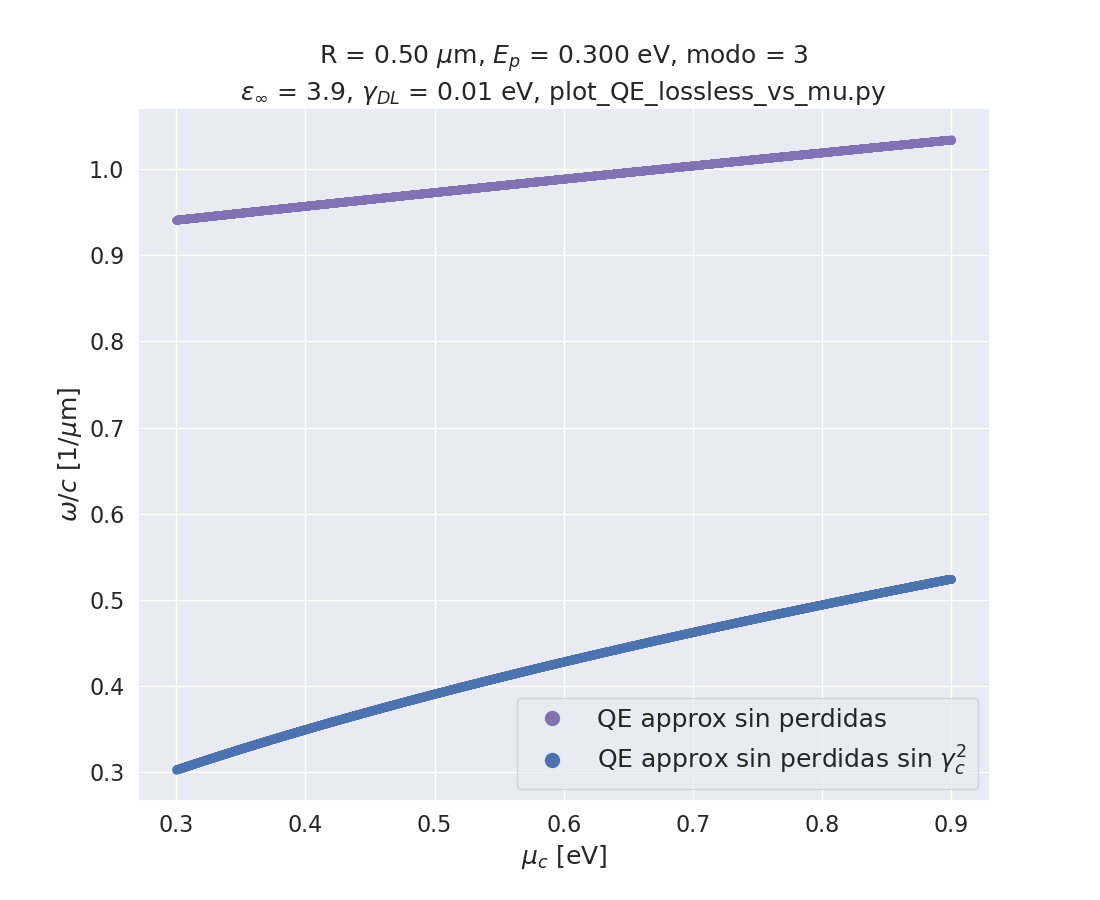 R = 0.50 μm, E_p = 0.300 eV, modo = 3
ε_∞ = 3.9, γ_DL = 0.01 eV, plot_QE_lossless_vs_mu.py
1.0
0.9
0.8
0.7
0.6
0.5
0.4
0.3
ω/c [1/μm]
QE approx sin perdidas
QE approx sin perdidas sin γ_c^2
0.3 0.4 0.5 0.6 0.7 0.8 0.9
μ_c [eV]